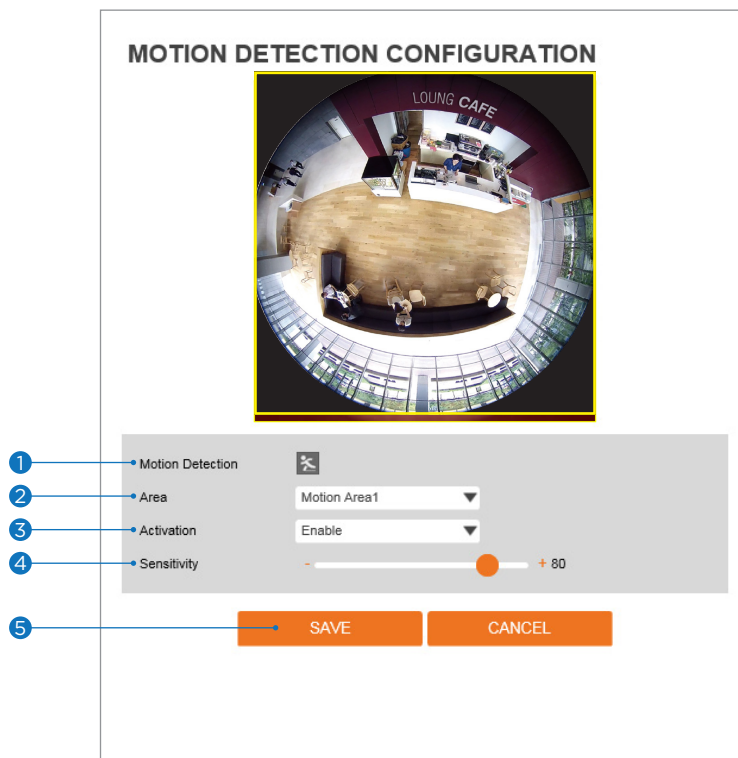 MOTION DETECTION CONFIGURATION
LOUNG CAFE
1 Motion Detection
2 Area Motion Area1
3 Activation Enable
4 Sensitivity - + 80
5 SAVE CANCEL